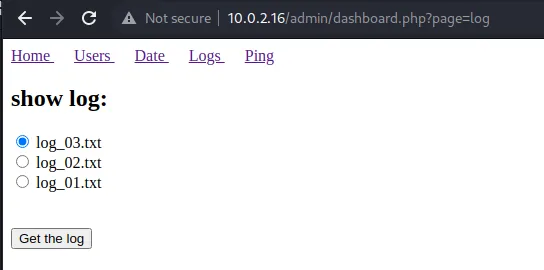 Not secure | 10.0.2.16/admin/dashboard.php?page=log
Home Users Date Logs Ping
show log:
log_03.txt
log_02.txt
log_01.txt
Get the log